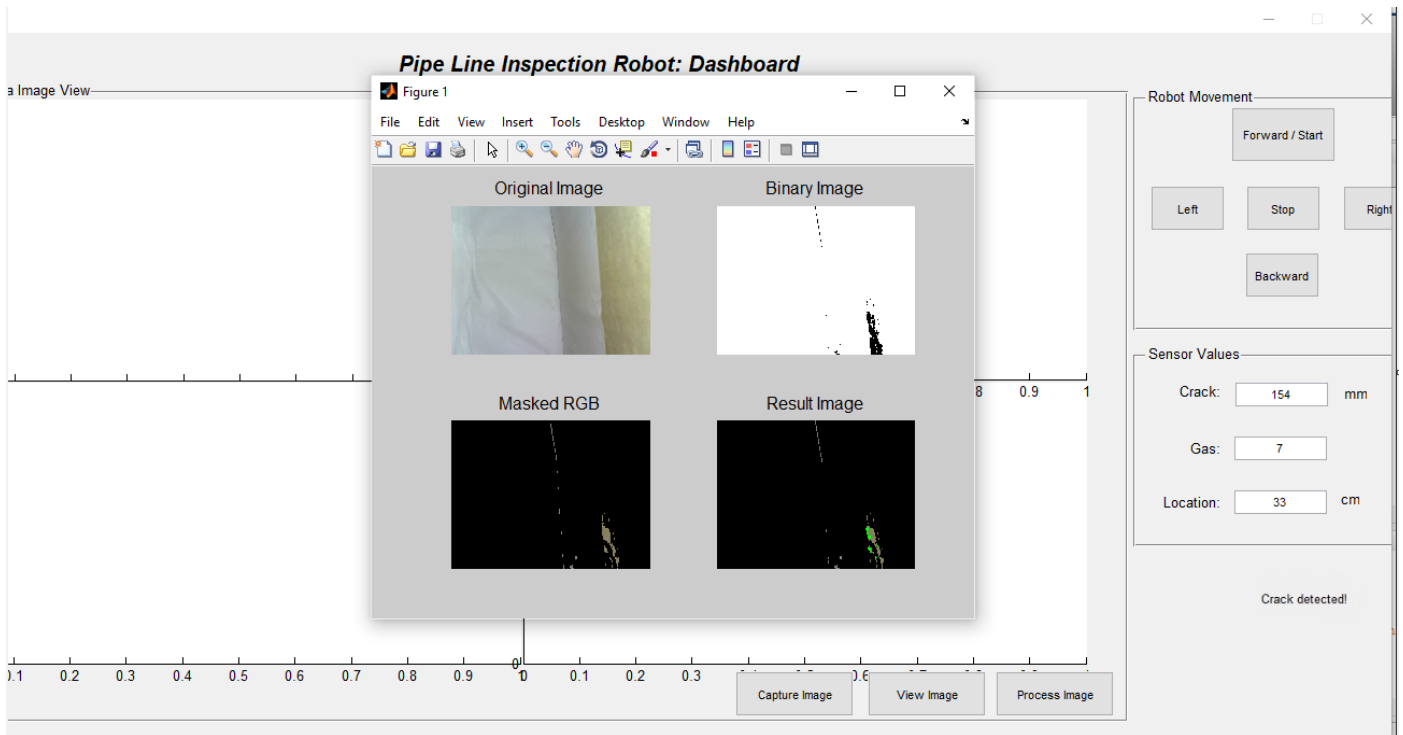 Pipe Line Inspection Robot: Dashboard
a Image View
Figure 1
File Edit View Insert Tools Desktop Window Help
Original Image Binary Image
Masked RGB Result Image
Robot Movement
Forward / Start
Left Stop Right
Backward
Sensor Values
Crack: 154 mm
Gas: 7
Location: 33 cm
Crack detected!
8 0.9 1
0
0.1 0.2 0.3 0.4 0.5 0.6 0.7 0.8 0.9 0.1 0.2 0.3
Capture Image View Image Process Image